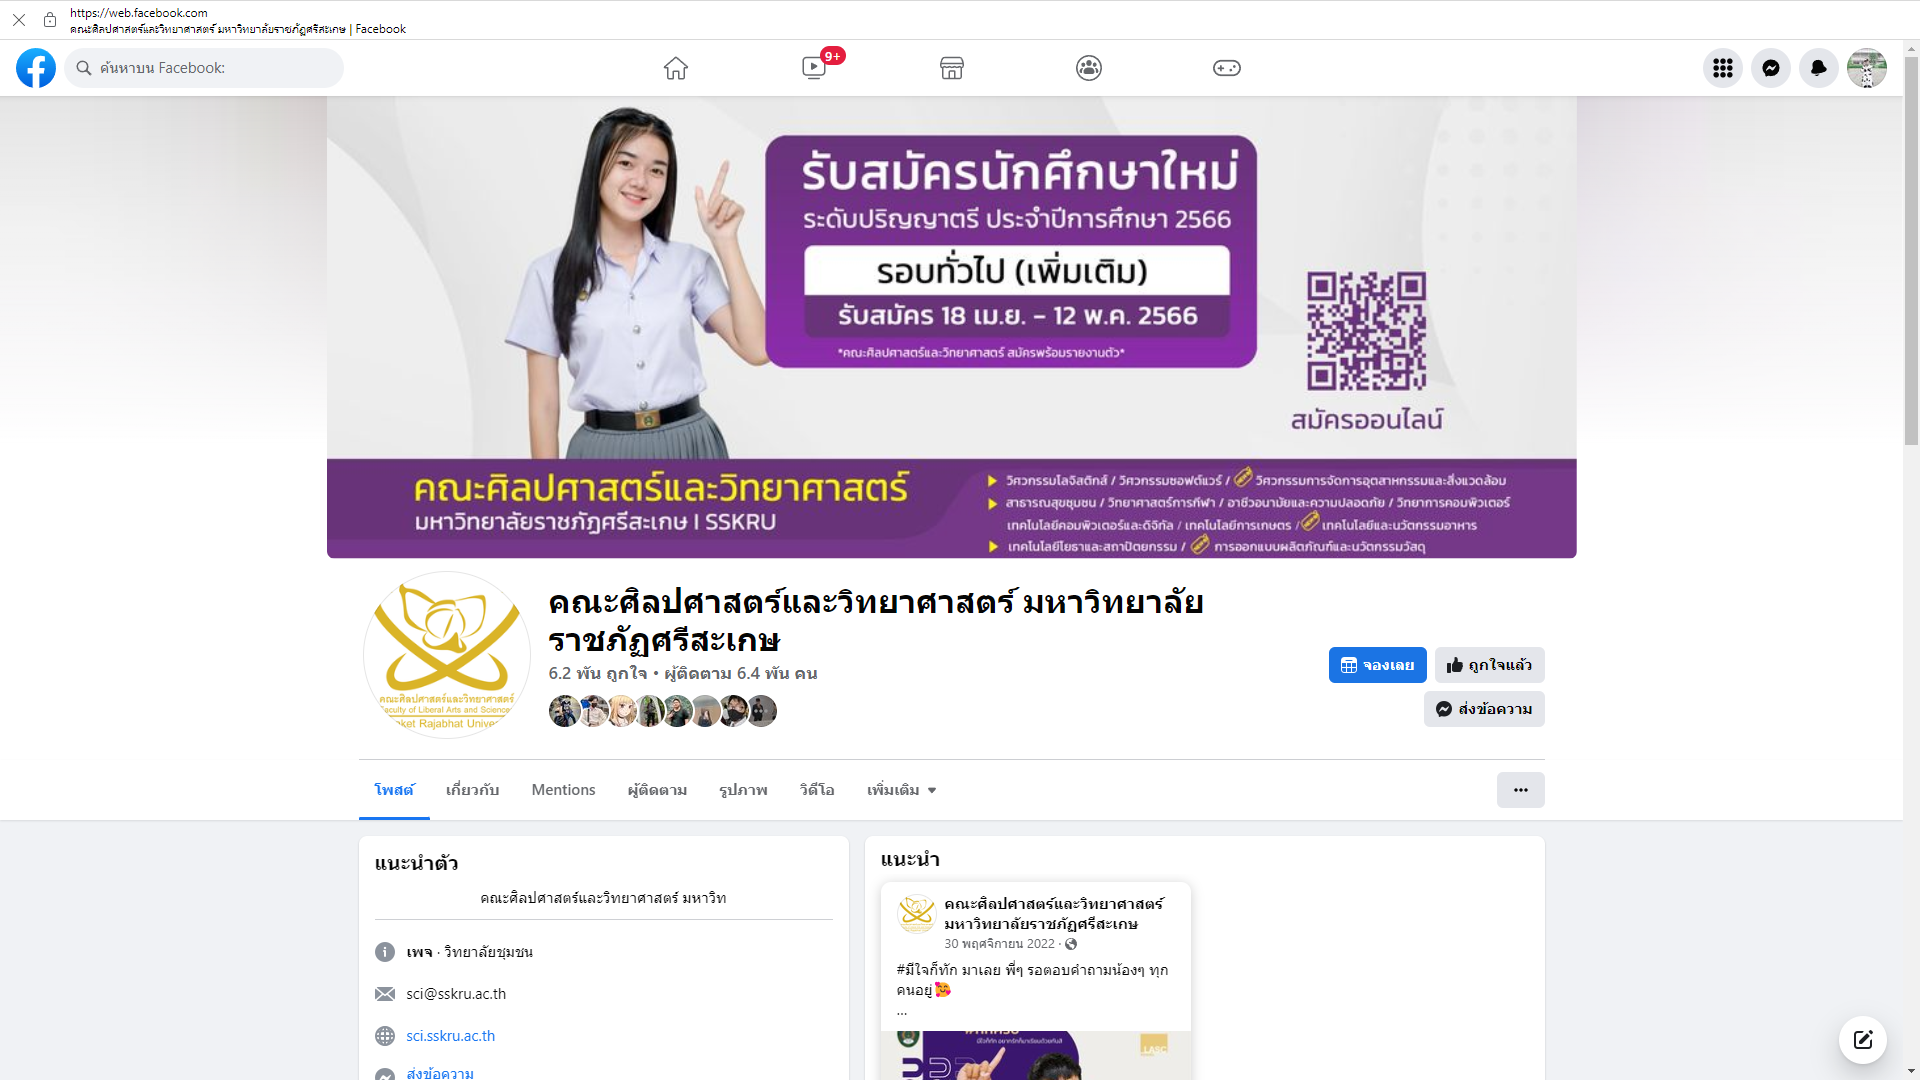 https://web.facebook.com
คณะศิลปศาสตร์และวิทยาศาสตร์ มหาวิทยาลัยราชภัฏศรีสะเกษ | Facebook
ค้นหาบน Facebook:
9+
รับสมัครนักศึกษาใหม่
ระดับปริญญาตรี ประจำปีการศึกษา 2566
รอบทั่วไป (เพิ่มเติม)
รับสมัคร 18 เม.ย. - 12 พ.ค. 2566
*คณะศิลปศาสตร์และวิทยาศาสตร์ สมัครพร้อมรายงานตัว*
สมัครออนไลน์
คณะศิลปศาสตร์และวิทยาศาสตร์
มหาวิทยาลัยราชภัฏศรีสะเกษ I SSKRU
วิศวกรรมโลจิสติกส์ / วิศวกรรมซอฟต์แวร์ / วิศวกรรมการจัดการอุตสาหกรรมและสิ่งแวดล้อม
สาธารณสุขชุมชน / วิทยาศาสตร์การกีฬา / อาชีวอนามัยและความปลอดภัย / วิทยาการคอมพิวเตอร์
เทคโนโลยีคอมพิวเตอร์และดิจิทัล / เทคโนโลยีการเกษตร / เทคโนโลยีและนวัตกรรมอาหาร
เทคโนโลยีโยธาและสถาปัตยกรรม / การออกแบบผลิตภัณฑ์และนวัตกรรมวัสดุ
คณะศิลปศาสตร์และวิทยาศาสตร์
Faculty of Liberal Arts and Sciences
ket Rajabhat Univer
คณะศิลปศาสตร์และวิทยาศาสตร์ มหาวิทยาลัย
ราชภัฏศรีสะเกษ
6.2 พัน ถูกใจ • ผู้ติดตาม 6.4 พัน คน
จองเลย
ถูกใจแล้ว
ส่งข้อความ
โพสต์
เกี่ยวกับ
Mentions
ผู้ติดตาม
รูปภาพ
วิดีโอ
เพิ่มเติม
แนะนำตัว
คณะศิลปศาสตร์และวิทยาศาสตร์ มหาวิท
เพจ · วิทยาลัยชุมชน
sci@sskru.ac.th
sci.sskru.ac.th
ส่งข้อความ
แนะนำ
คณะศิลปศาสตร์และวิทยาศาสตร์
มหาวิทยาลัยราชภัฏศรีสะเกษ
30 พฤศจิกายน 2022 ·
#มีใจก็ทัก มาเลย พี่ๆ รอตอบคำถามน้องๆ ทุก
คนอยู่🥰
...
LASC